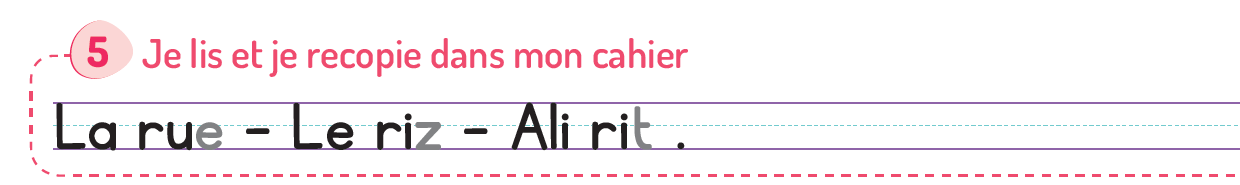 5 Je lis et je recopie dans mon cahier
La rue - Le riz - Ali rit .